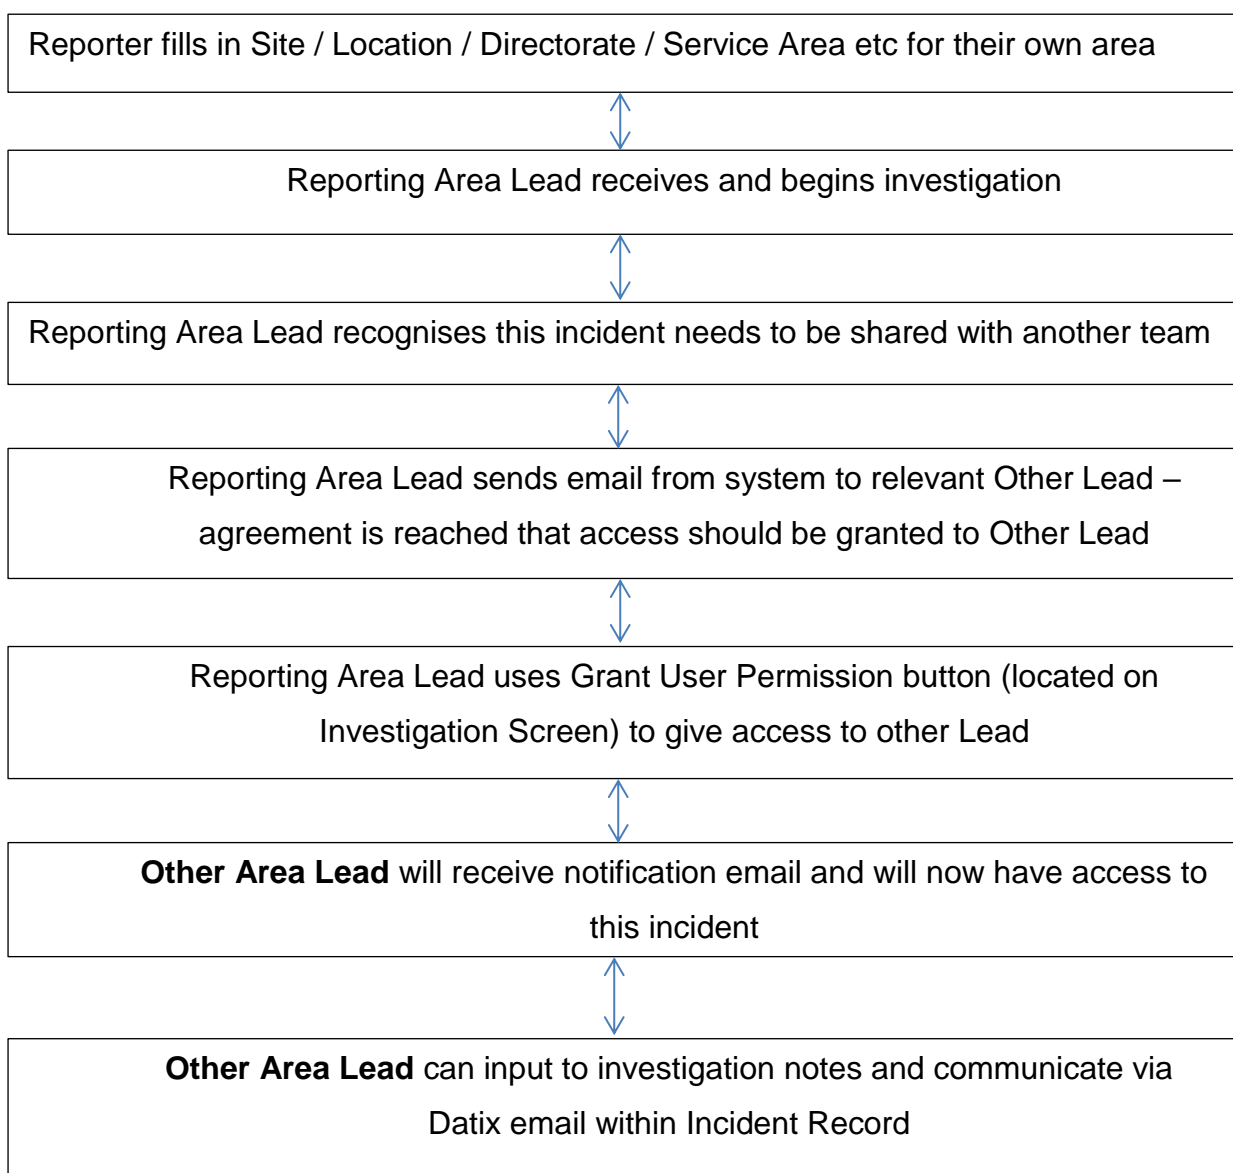 Reporter fills in Site / Location / Directorate / Service Area etc for their own area
Reporting Area Lead receives and begins investigation
Reporting Area Lead recognises this incident needs to be shared with another team
Reporting Area Lead sends email from system to relevant Other Lead –
agreement is reached that access should be granted to Other Lead
Reporting Area Lead uses Grant User Permission button (located on
Investigation Screen) to give access to other Lead
Other Area Lead will receive notification email and will now have access to
this incident
Other Area Lead can input to investigation notes and communicate via
Datix email within Incident Record